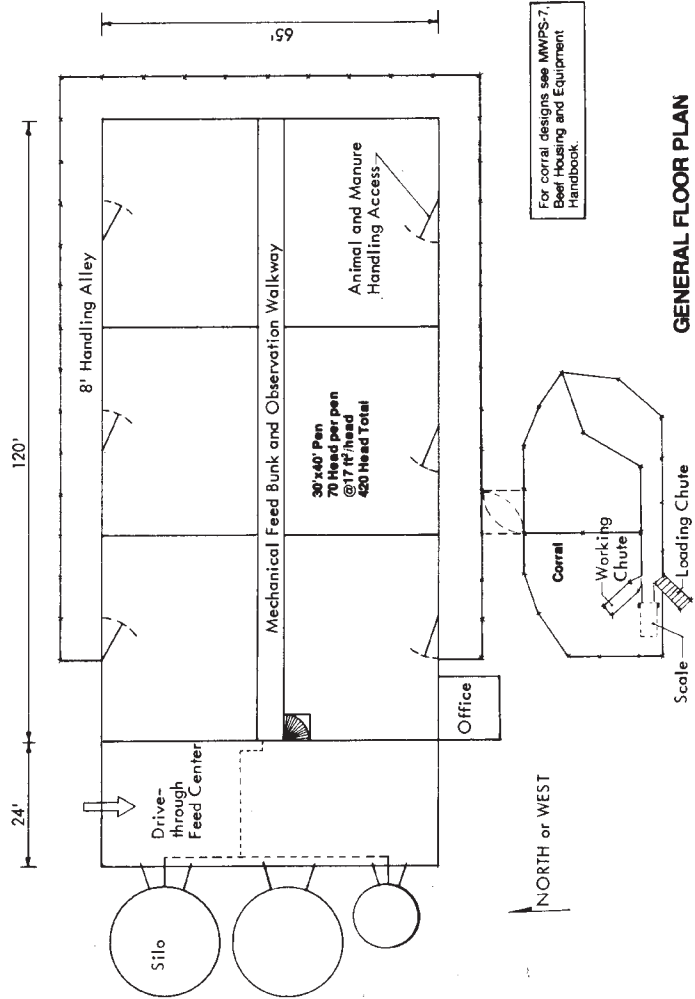 24'
120'
65'
8' Handling Alley
Drive-
through
Feed Center
Silo
Mechanical Feed Bunk and Observation Walkway
30'x40' Pen
70 Head per pen
@17 ft²/head
420 Head Total
Animal and Manure
Handling Access
Office
NORTH or WEST
Corral
Working
Chute
Scale
Loading Chute
For corral designs see MWPS-7,
Beef Housing and Equipment
Handbook.
GENERAL FLOOR PLAN